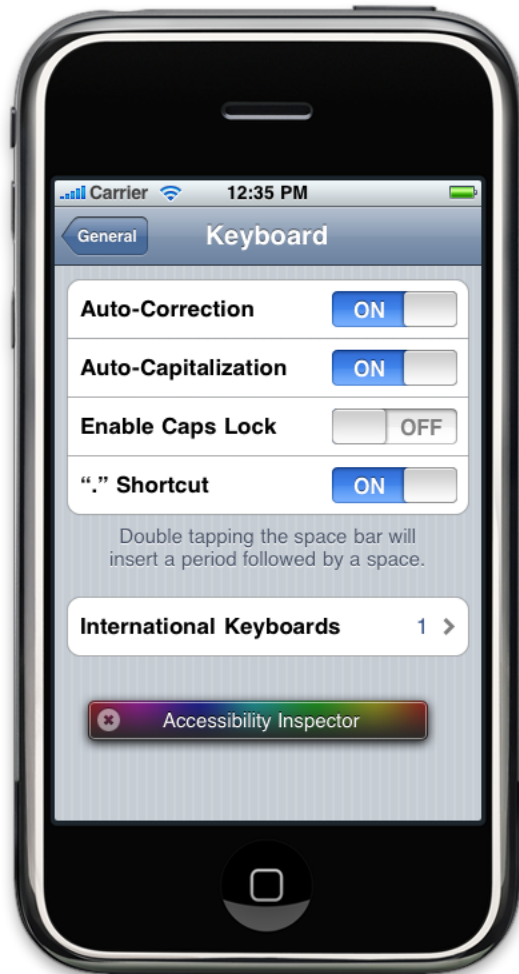 Carrier 12:35 PM
General Keyboard
Auto-Correction ON
Auto-Capitalization ON
Enable Caps Lock OFF
“.” Shortcut ON
Double tapping the space bar will
insert a period followed by a space.
International Keyboards 1
Accessibility Inspector